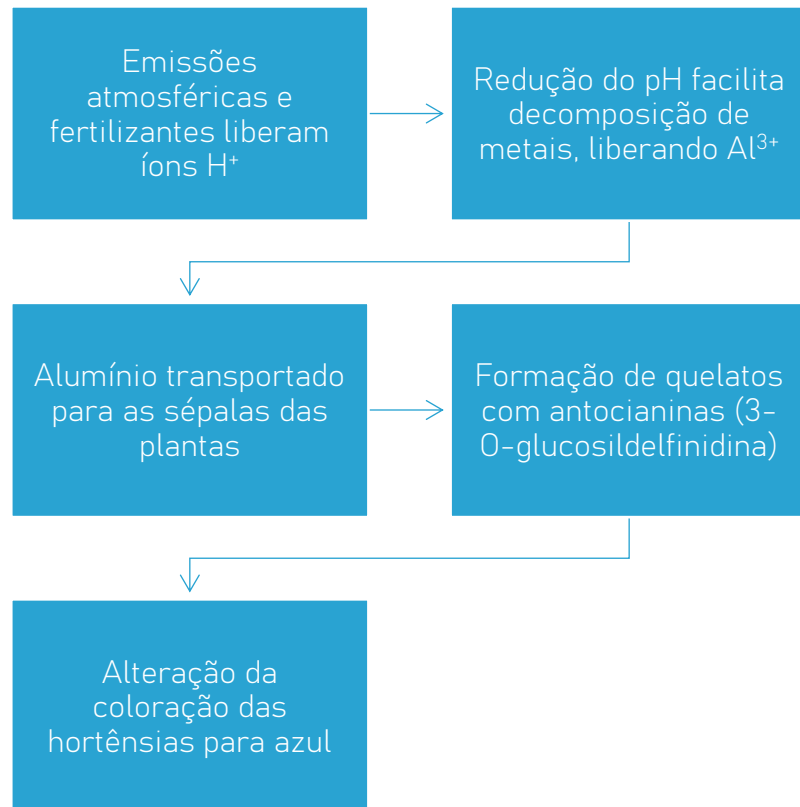 Emissões
atmosféricas e
fertilizantes liberam
íons H⁺
Redução do pH facilita
decomposição de
metais, liberando Al³⁺
Alumínio transportado
para as sépalas das
plantas
Formação de quelatos
com antocianinas (3-
O-glucosildelfinidina)
Alteração da
coloração das
hortênsias para azul